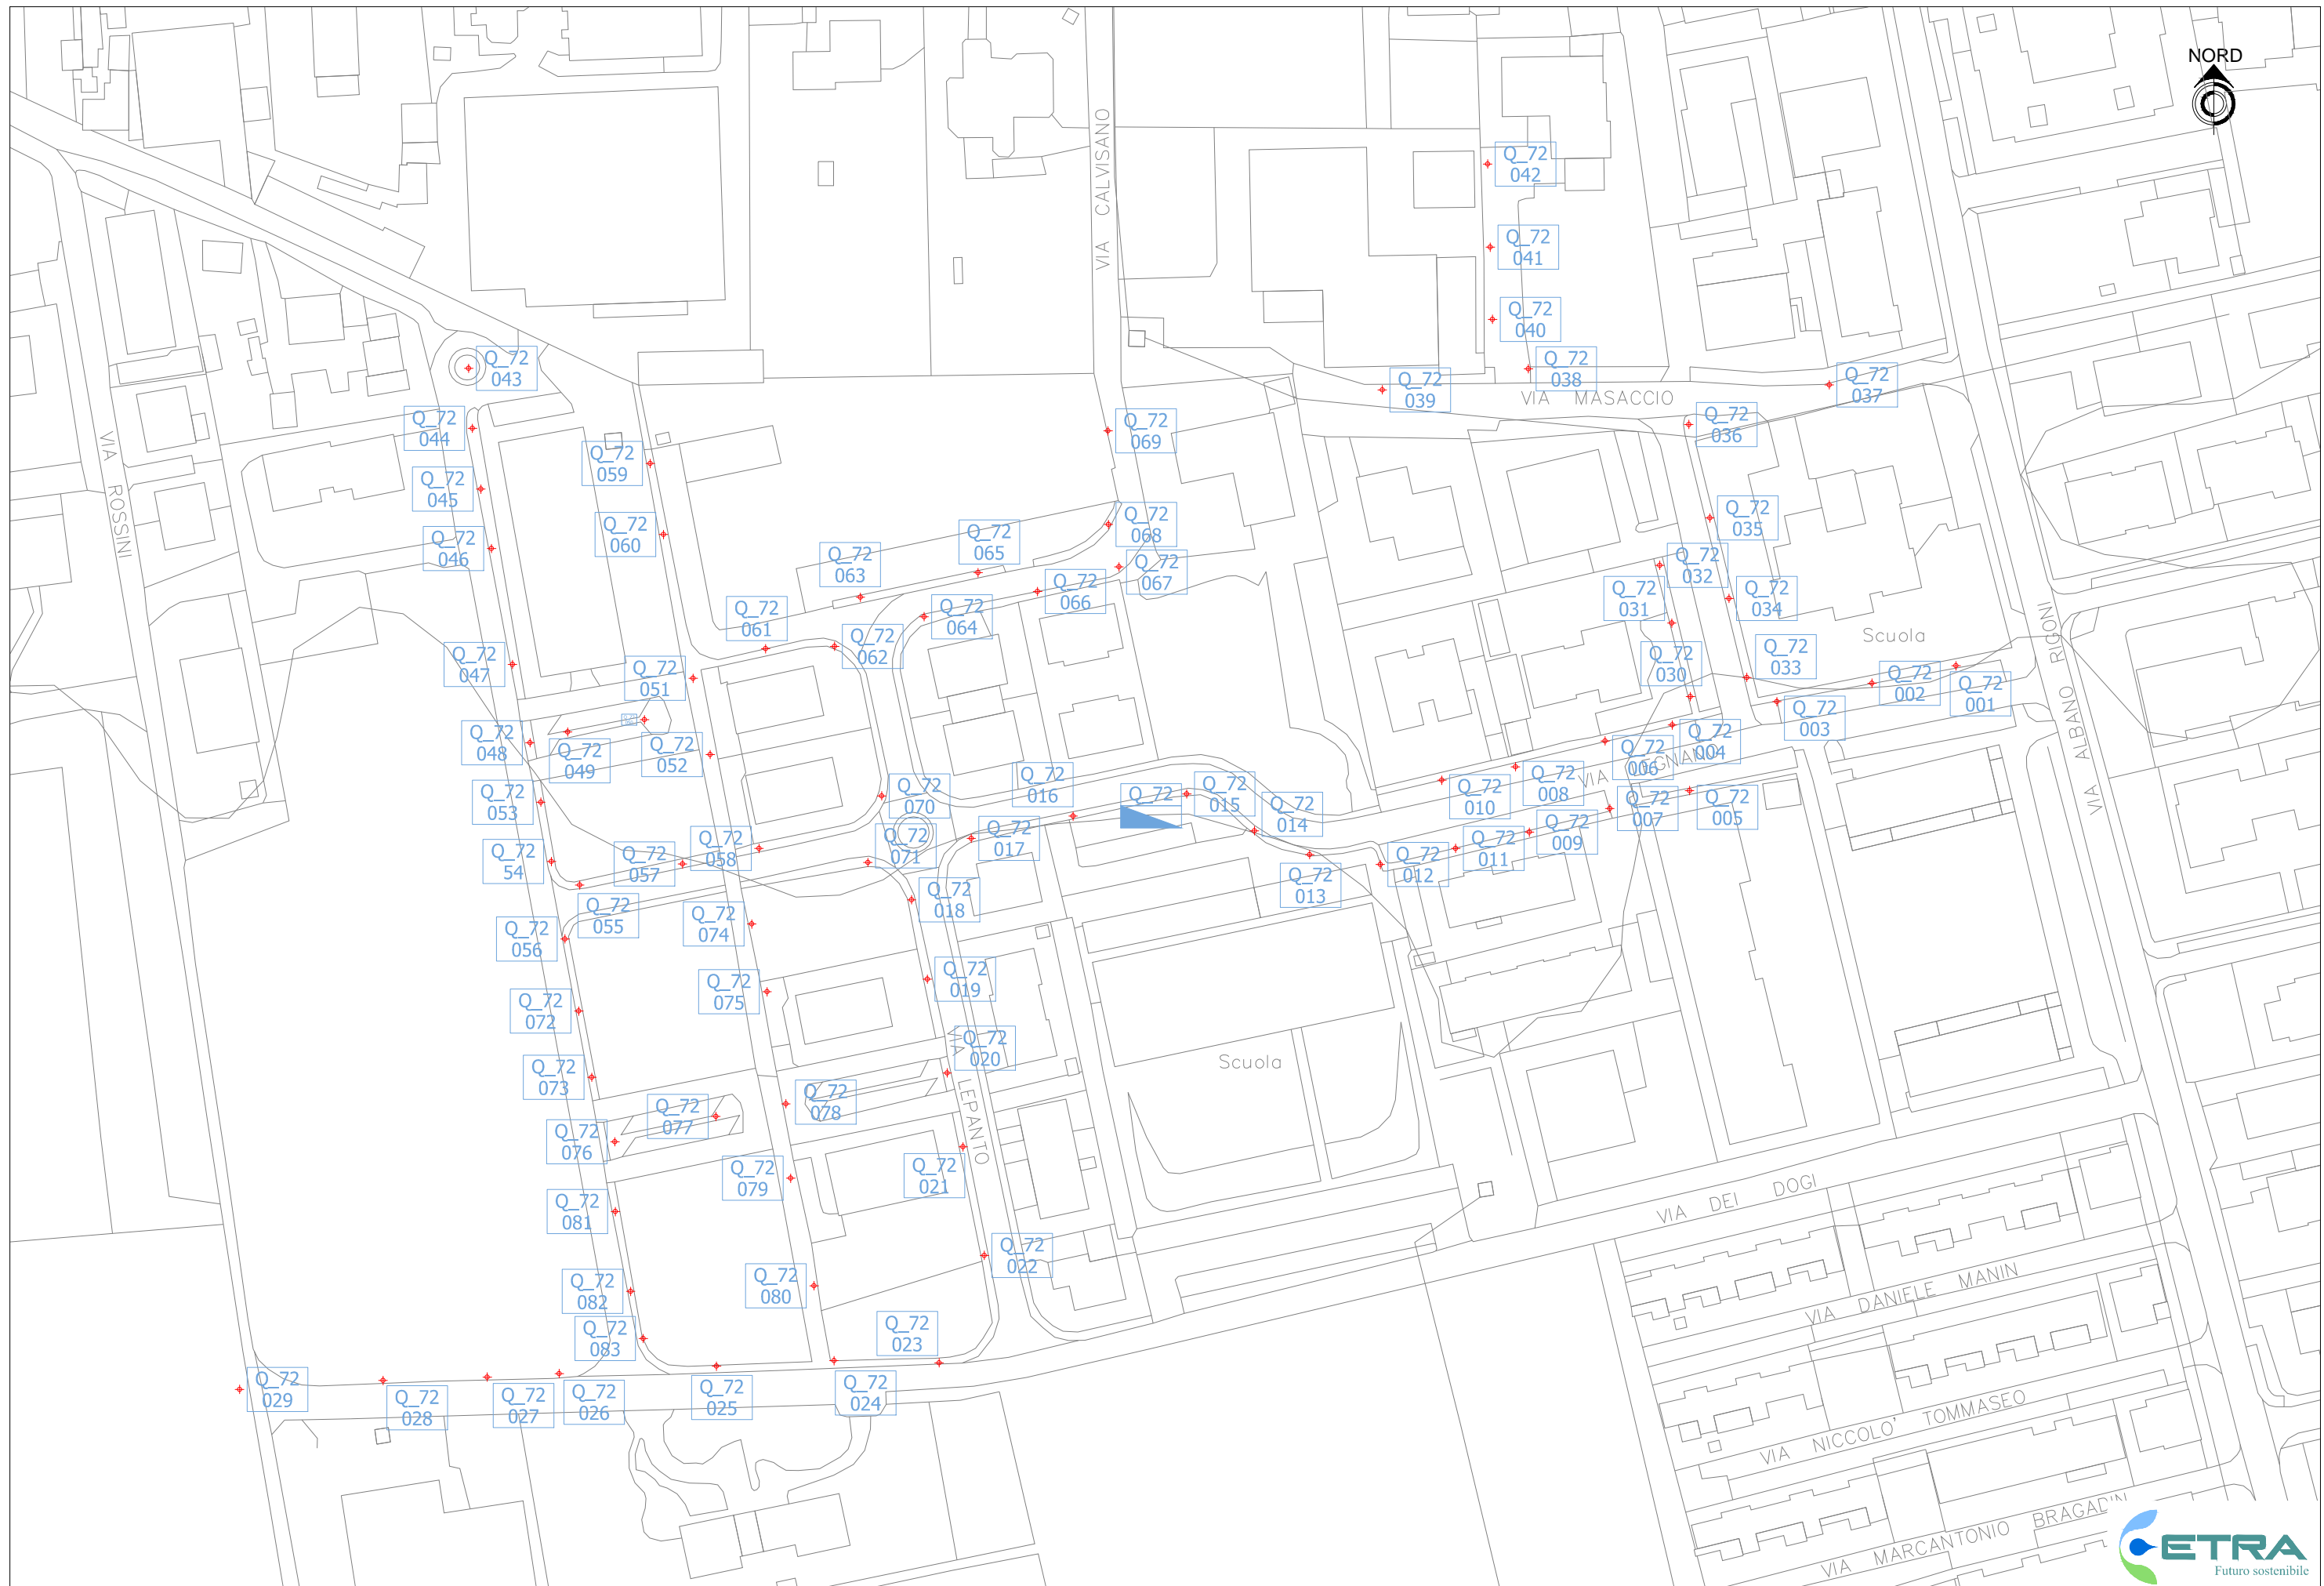 NORD
VIA CALVISANO
Q_72
042
Q_72
041
Q_72
040
Q_72
043
Q_72
038
Q_72
039
Q_72
037
VIA MASACCIO
Q_72
044
Q_72
069
Q_72
036
Q_72
059
VIA ROSSINI
Q_72
045
Q_72
035
Q_72
068
Q_72
060
Q_72
046
Q_72
065
Q_72
063
Q_72
067
Q_72
032
Q_72
066
Q_72
031
Q_72
034
Q_72
061
Q_72
064
Q_72
062
Scuola
VIA ALBANO RIGONI
Q_72
047
Q_72
051
Q_72
030
Q_72
033
Q_72
002
Q_72
001
Q_72
003
Q_72
048
Q_72
049
Q_72
052
Q_72
004
Q_72
006
VIA LEGNANO
Q_72
016
Q_72
Q_72
015
Q_72
008
Q_72
010
Q_72
053
Q_72
070
Q_72
014
Q_72
007
Q_72
005
Q_72
009
Q_72
011
Q_72
012
Q_72
017
Q_72
071
Q_72
058
Q_72
057
Q_72
54
Q_72
013
Q_72
018
Q_72
055
Q_72
074
Q_72
056
Q_72
019
Q_72
075
Q_72
072
Q_72
020
VIA LEPANTO
Scuola
Q_72
073
Q_72
078
Q_72
077
Q_72
076
Q_72
021
Q_72
079
VIA DEI DOGI
Q_72
081
Q_72
022
Q_72
080
Q_72
082
VIA DANIELE MANIN
Q_72
083
Q_72
023
Q_72
029
Q_72
028
Q_72
027
Q_72
026
Q_72
025
Q_72
024
VIA NICCOLO' TOMMASEO
VIA MARCANTONIO BRAGADIN
ETRA
Futuro sostenibile